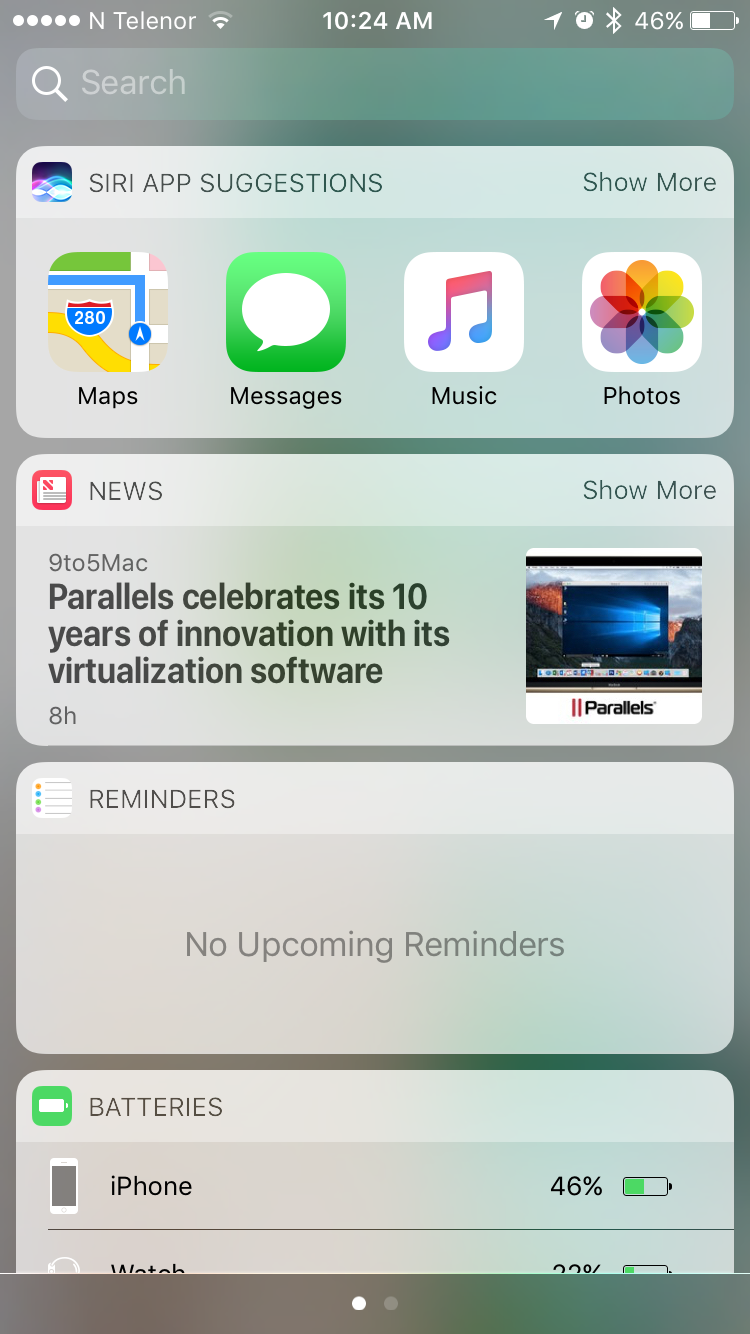 N Telenor 10:24 AM 46%
Search
SIRI APP SUGGESTIONS Show More
280
Maps Messages Music Photos
NEWS Show More
9to5Mac
Parallels celebrates its 10
years of innovation with its
virtualization software
8h
Parallels
REMINDERS
No Upcoming Reminders
BATTERIES
iPhone 46%
Watch 22%